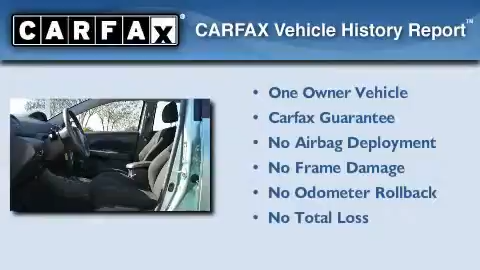 CARFAX® CARFAX Vehicle History Report™
• One Owner Vehicle
• Carfax Guarantee
• No Airbag Deployment
• No Frame Damage
• No Odometer Rollback
• No Total Loss